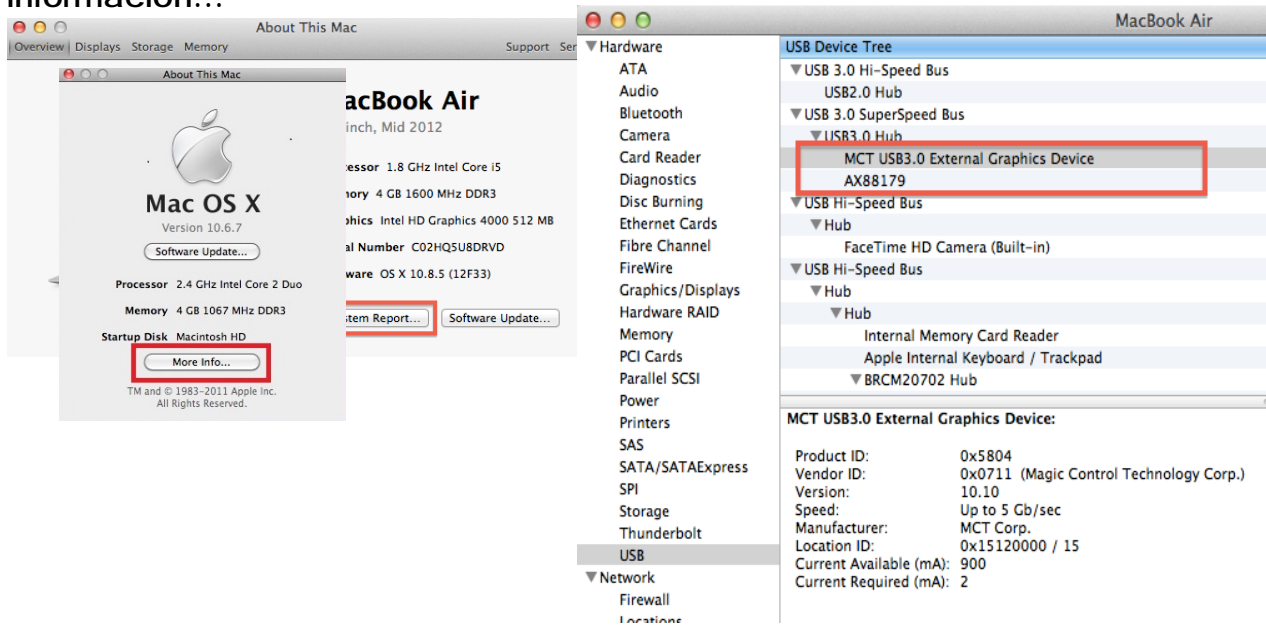 información...
About This Mac
Overview Displays Storage Memory Support Ser
About This Mac
Mac OS X
Version 10.6.7
Software Update...
Processor 2.4 GHz Intel Core 2 Duo
Memory 4 GB 1067 MHz DDR3
Startup Disk Macintosh HD
More Info...
TM and © 1983-2011 Apple Inc.
All Rights Reserved.
acBook Air
inch, Mid 2012
essor 1.8 GHz Intel Core i5
ory 4 GB 1600 MHz DDR3
phics Intel HD Graphics 4000 512 MB
al Number C02HQ5U8DRVD
ware OS X 10.8.5 (12F33)
stem Report...
Software Update...
MacBook Air
Hardware
ATA
Audio
Bluetooth
Camera
Card Reader
Diagnostics
Disc Burning
Ethernet Cards
Fibre Channel
FireWire
Graphics/Displays
Hardware RAID
Memory
PCI Cards
Parallel SCSI
Power
Printers
SAS
SATA/SATAExpress
SPI
Storage
Thunderbolt
USB
Network
Firewall
Locations
USB Device Tree
USB 3.0 Hi-Speed Bus
USB2.0 Hub
USB 3.0 SuperSpeed Bus
USB3.0 Hub
MCT USB3.0 External Graphics Device
AX88179
USB Hi-Speed Bus
Hub
FaceTime HD Camera (Built-in)
USB Hi-Speed Bus
Hub
Hub
Internal Memory Card Reader
Apple Internal Keyboard / Trackpad
BRCM20702 Hub
MCT USB3.0 External Graphics Device:
Product ID: 0x5804
Vendor ID: 0x0711 (Magic Control Technology Corp.)
Version: 10.10
Speed: Up to 5 Gb/sec
Manufacturer: MCT Corp.
Location ID: 0x15120000 / 15
Current Available (mA): 900
Current Required (mA): 2